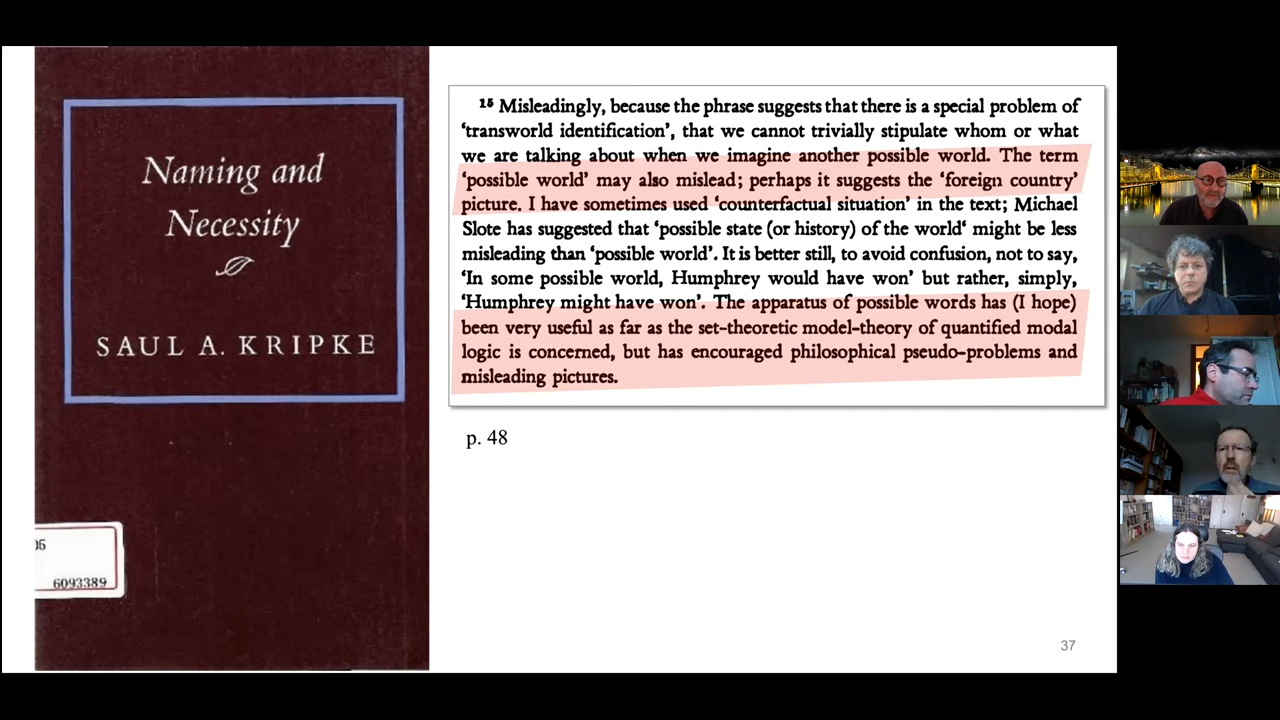 Naming and
Necessity
SAUL A. KRIPKE
05
6093389
¹⁵ Misleadingly, because the phrase suggests that there is a special problem of
‘transworld identification’, that we cannot trivially stipulate whom or what
we are talking about when we imagine another possible world. The term
‘possible world’ may also mislead; perhaps it suggests the ‘foreign country’
picture. I have sometimes used ‘counterfactual situation’ in the text; Michael
Slote has suggested that ‘possible state (or history) of the world‘ might be less
misleading than ‘possible world’. It is better still, to avoid confusion, not to say,
‘In some possible world, Humphrey would have won’ but rather, simply,
‘Humphrey might have won’. The apparatus of possible words has (I hope)
been very useful as far as the set-theoretic model-theory of quantified modal
logic is concerned, but has encouraged philosophical pseudo-problems and
misleading pictures.
p. 48
37